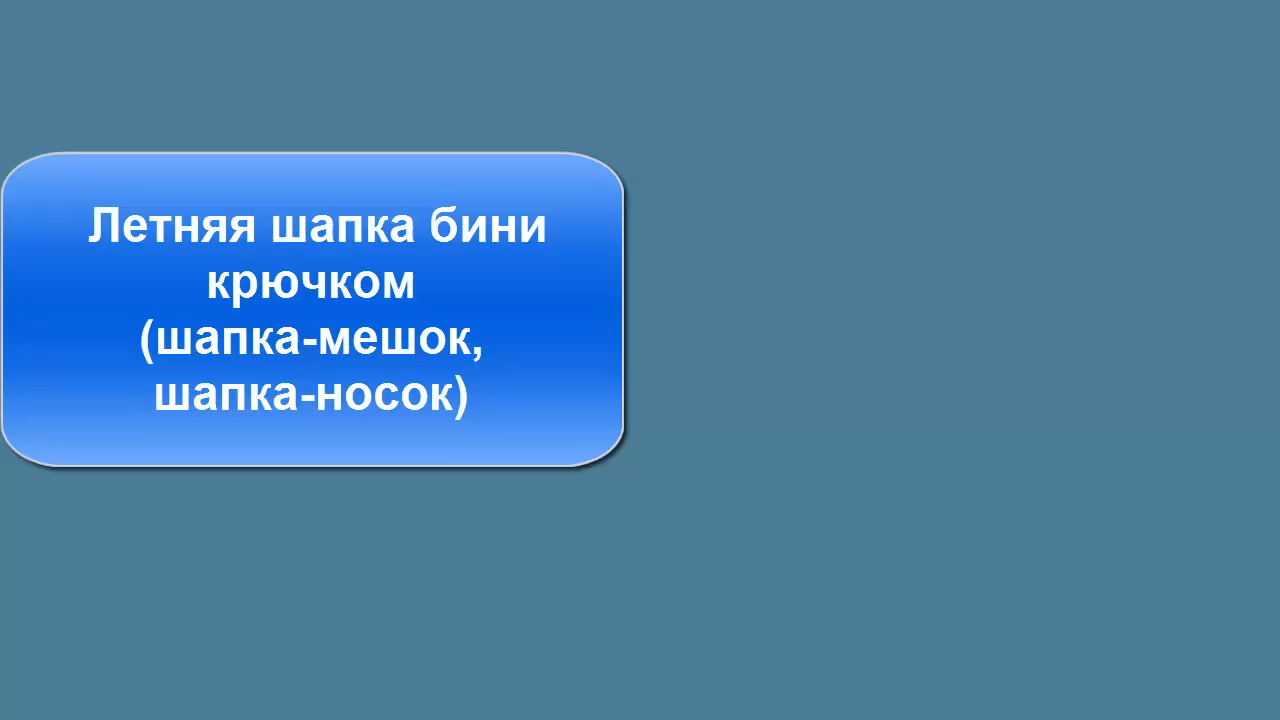 Летняя шапка бини
крючком
(шапка-мешок,
шапка-носок)